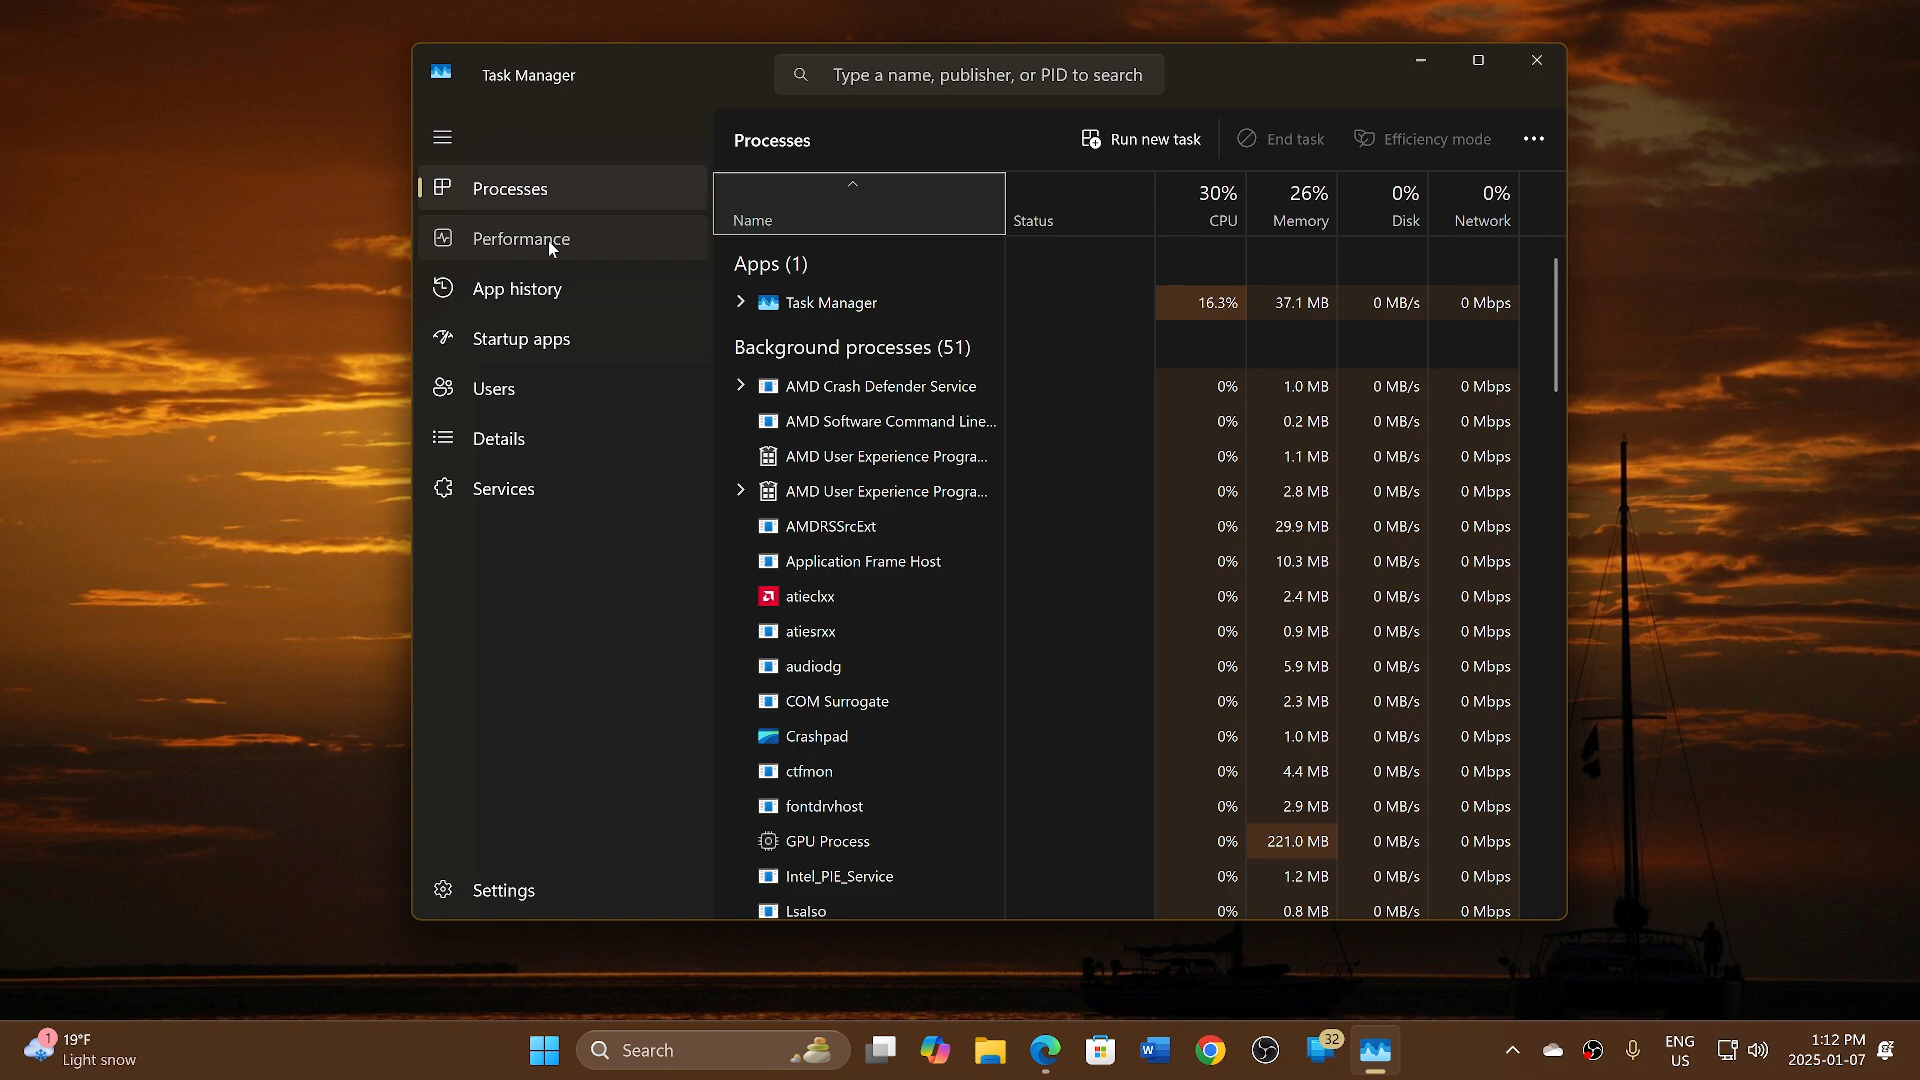 Task Manager
Type a name, publisher, or PID to search
Processes
Run new task
End task
Efficiency mode
Processes
Performance
App history
Startup apps
Users
Details
Services
Settings
Name
Status
30% CPU
26% Memory
0% Disk
0% Network
Apps (1)
Task Manager 16.3% 37.1 MB 0 MB/s 0 Mbps
Background processes (51)
AMD Crash Defender Service 0% 1.0 MB 0 MB/s 0 Mbps
AMD Software Command Line... 0% 0.2 MB 0 MB/s 0 Mbps
AMD User Experience Progra... 0% 1.1 MB 0 MB/s 0 Mbps
AMD User Experience Progra... 0% 2.8 MB 0 MB/s 0 Mbps
AMDRSSrcExt 0% 29.9 MB 0 MB/s 0 Mbps
Application Frame Host 0% 10.3 MB 0 MB/s 0 Mbps
atieclxx 0% 2.4 MB 0 MB/s 0 Mbps
atiesrxx 0% 0.9 MB 0 MB/s 0 Mbps
audiodg 0% 5.9 MB 0 MB/s 0 Mbps
COM Surrogate 0% 2.3 MB 0 MB/s 0 Mbps
Crashpad 0% 1.0 MB 0 MB/s 0 Mbps
ctfmon 0% 4.4 MB 0 MB/s 0 Mbps
fontdrvhost 0% 2.9 MB 0 MB/s 0 Mbps
GPU Process 0% 221.0 MB 0 MB/s 0 Mbps
Intel_PIE_Service 0% 1.2 MB 0 MB/s 0 Mbps
LsaIso 0% 0.8 MB 0 MB/s 0 Mbps
1
19°F
Light snow
Search
W
32
ENG
US
1:12 PM
2025-01-07